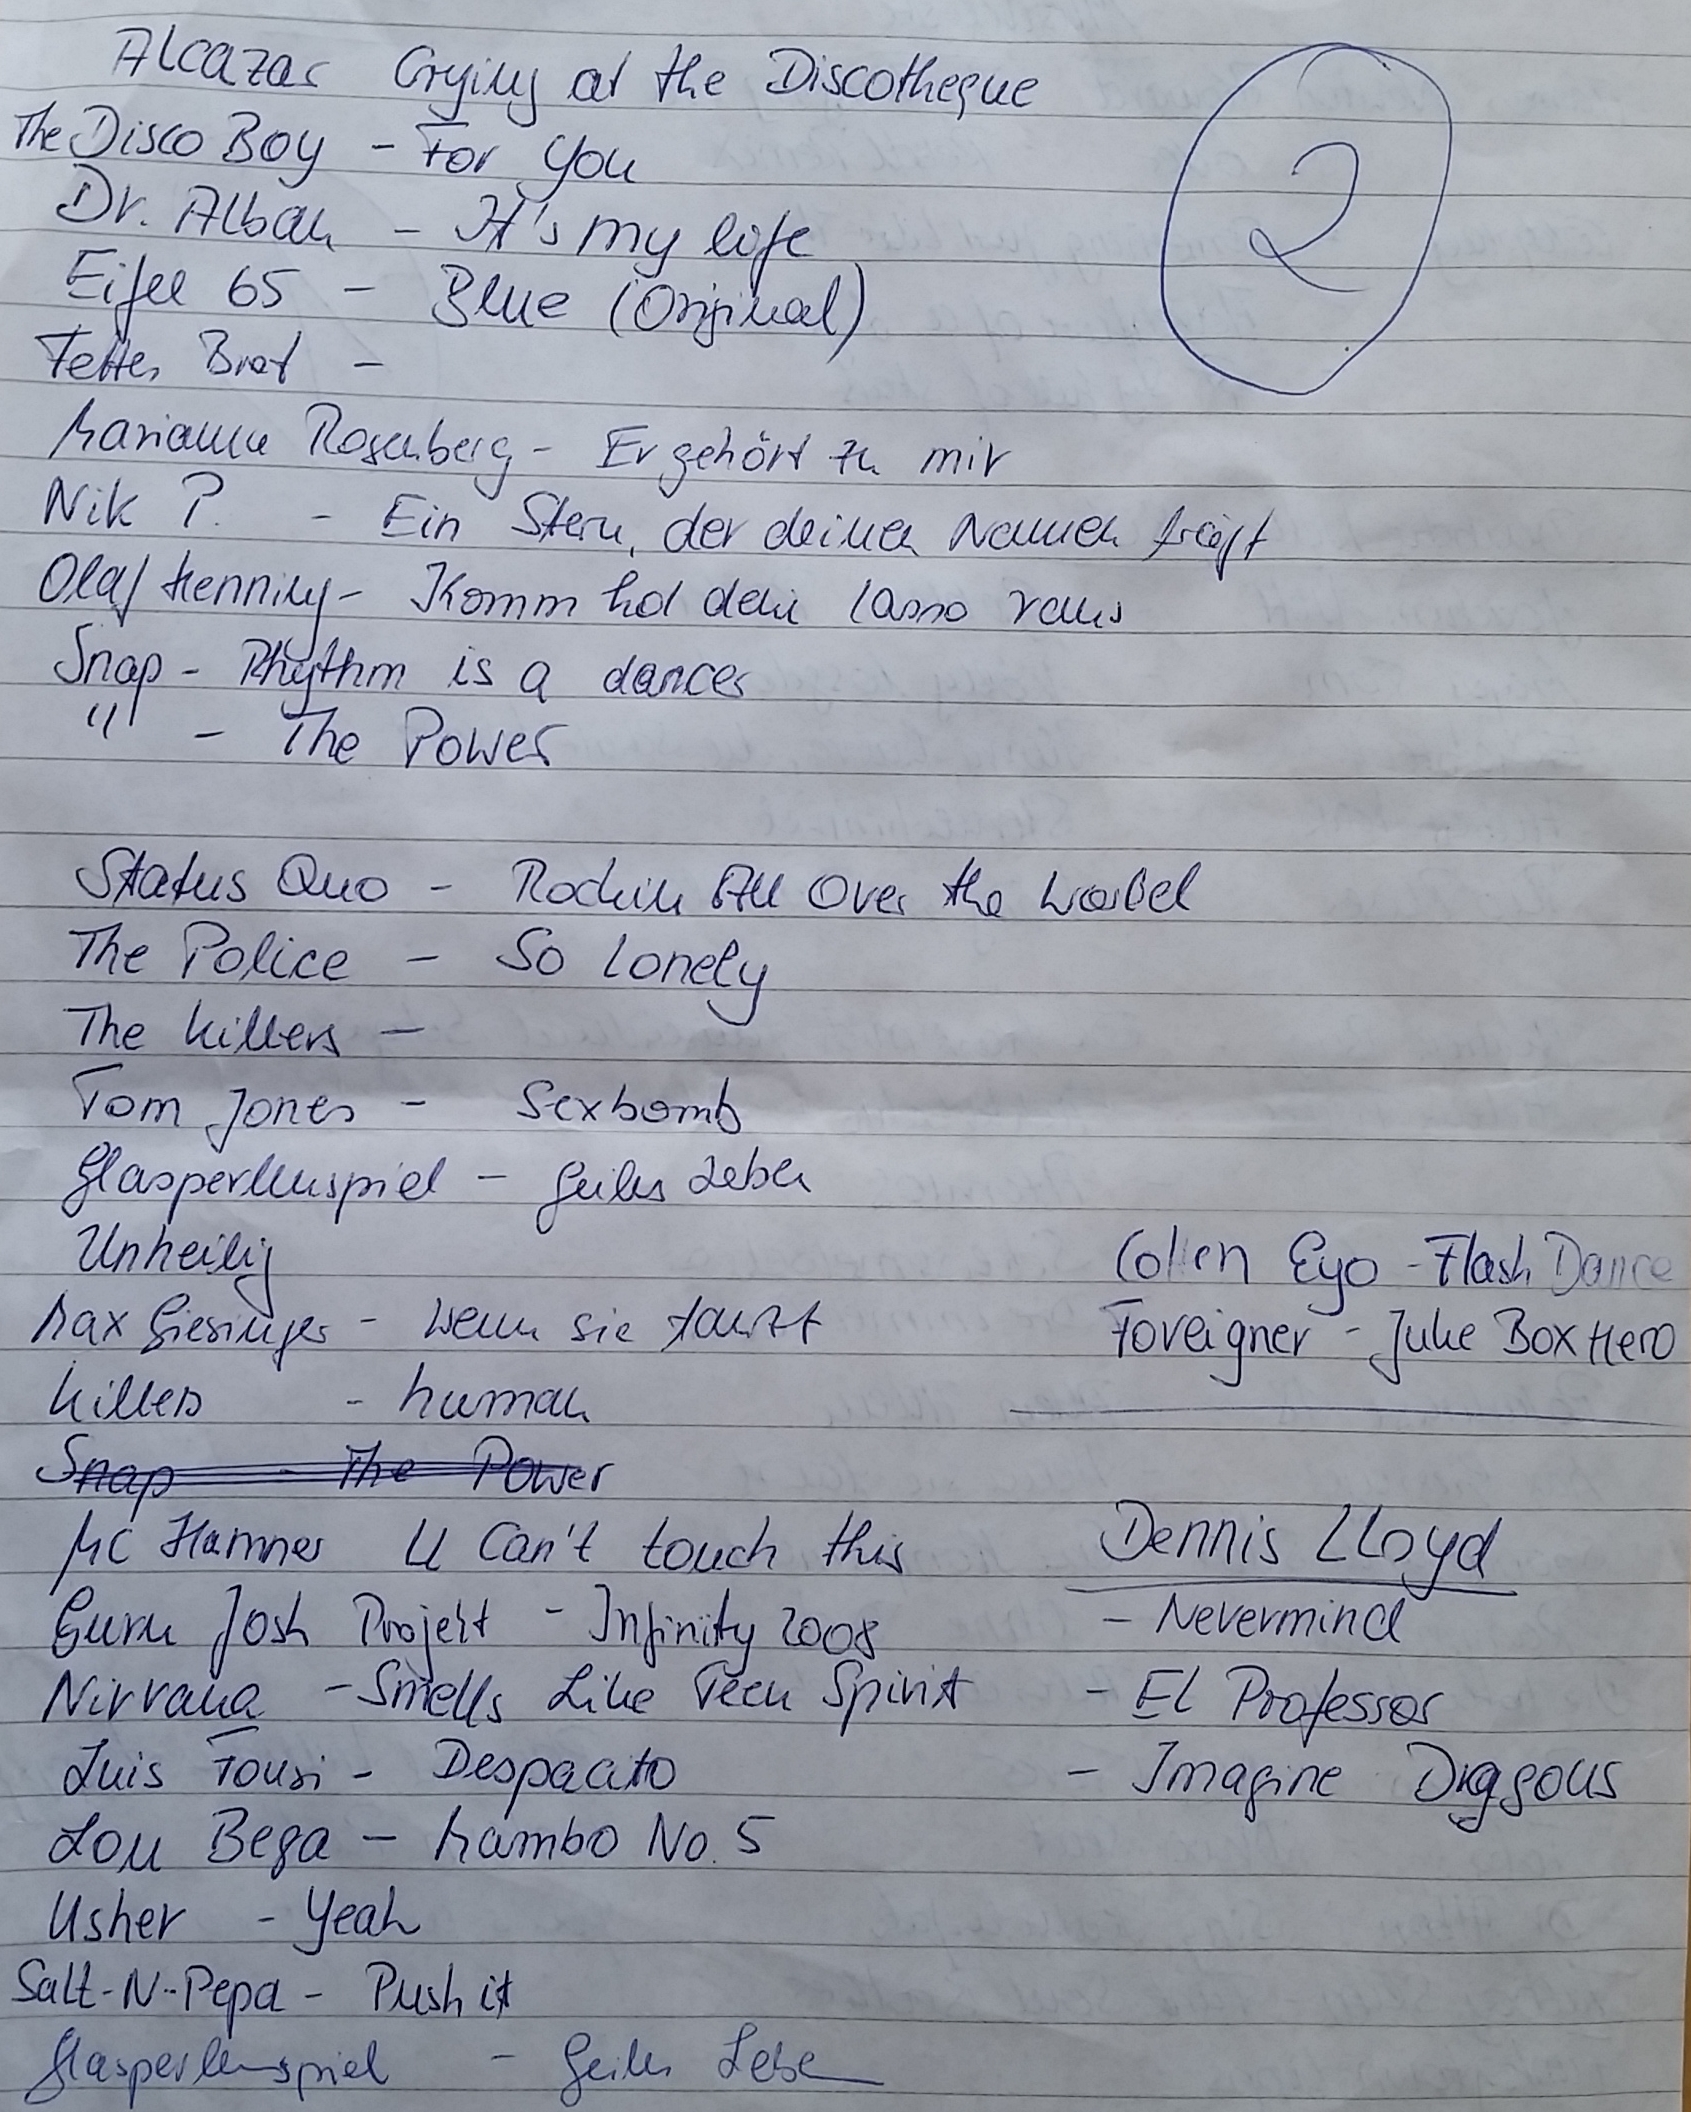 2
Alcazar Crying at the Discotheque
The Disco Boy - For you
Dr. Alban - It's my life
Eifel 65 - Blue (Original)
Fettes Brot -
Marianne Rosenberg - Er gehört zu mir
Nik P. - Ein Stern, der deinen Namen trägt
Olaf Henning - Komm hol dein lasso raus
Snap - Rhythm is a dancer
" - The Power
Status Quo - Rockin All Over the
The Police - So lonely
The Killers -
Tom Jones - Sexbomb
Glasperlenspiel - Geiles Leben
Unheilig
Max Giesinger - wenn sie tanzt
Killers - human
Snap - The Power
MC Hammer U Can't touch this
Guru Josh Projekt - Infinity 2008
Nirvana - Smells Like Teen Spirit
Luis Fonsi - Despacito
Lou Bega - Mambo No. 5
Usher - Yeah
Salt-N-Pepa - Push it
Glasperlenspiel - Geiles Leben
Cotten Eyo - Flash Dance
Foreigner - Juke Box Hero
Dennis Lloyd
- Nevermind
- El Professor
- Imagine